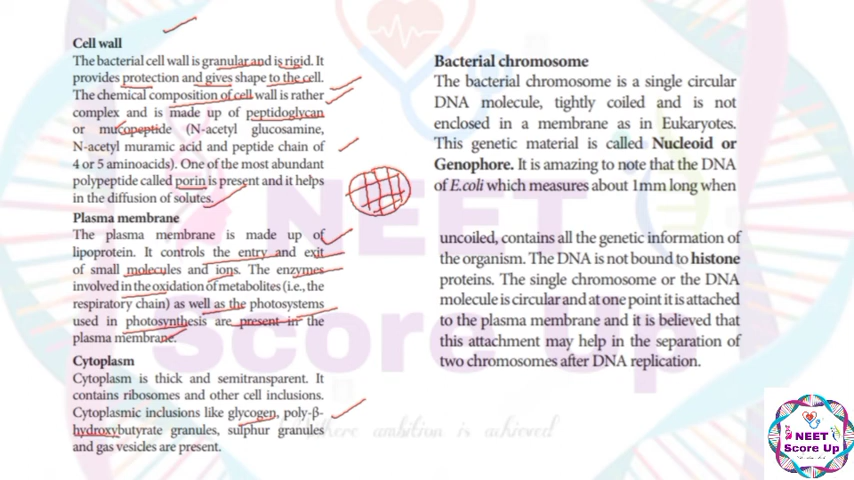 Cell wall
The bacterial cell wall is granular and is rigid. It
provides protection and gives shape to the cell.
The chemical composition of cell wall is rather
complex and is made up of peptidoglycan
or mucopeptide (N-acetyl glucosamine,
N-acetyl muramic acid and peptide chain of
4 or 5 aminoacids). One of the most abundant
polypeptide called porin is present and it helps
in the diffusion of solutes.
Plasma membrane
The plasma membrane is made up of
lipoprotein. It controls the entry and exit
of small molecules and ions. The enzymes
involved in the oxidation of metabolites (i.e., the
respiratory chain) as well as the photosystems
used in photosynthesis are present in the
plasma membrane.
Cytoplasm
Cytoplasm is thick and semitransparent. It
contains ribosomes and other cell inclusions.
Cytoplasmic inclusions like glycogen, poly-β-
hydroxybutyrate granules, sulphur granules
and gas vesicles are present.
Bacterial chromosome
The bacterial chromosome is a single circular
DNA molecule, tightly coiled and is not
enclosed in a membrane as in Eukaryotes.
This genetic material is called Nucleoid or
Genophore. It is amazing to note that the DNA
of E.coli which measures about 1mm long when
uncoiled, contains all the genetic information of
the organism. The DNA is not bound to histone
proteins. The single chromosome or the DNA
molecule is circular and at one point it is attached
to the plasma membrane and it is believed that
this attachment may help in the separation of
two chromosomes after DNA replication.
NEET
Score Up
where ambition is achieved
NEET
Score Up